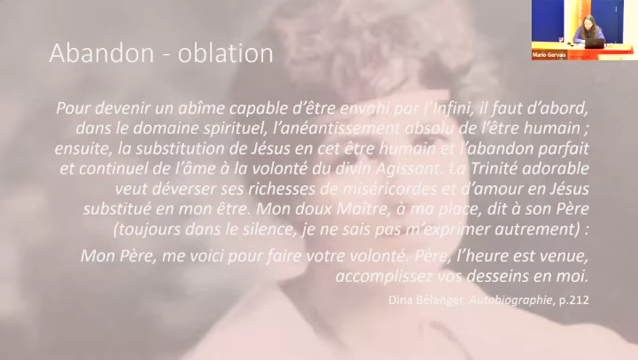 Mario Gervais
Abandon - oblation
Pour devenir un abîme capable d'être envahi par l'Infini, il faut d'abord,
dans le domaine spirituel, l'anéantissement absolu de l'être humain ;
ensuite, la substitution de Jésus en cet être humain et l'abandon parfait
et continuel de l'âme à la volonté du divin Agissant. La Trinité adorable
veut déverser ses richesses de miséricordes et d'amour en Jésus
substitué en mon être. Mon doux Maître, à ma place, dit à son Père
(toujours dans le silence, je ne sais pas m'exprimer autrement) :
Mon Père, me voici pour faire votre volonté. Père, l'heure est venue,
accomplissez vos desseins en moi.
Dina Bélanger, Autobiographie, p.212